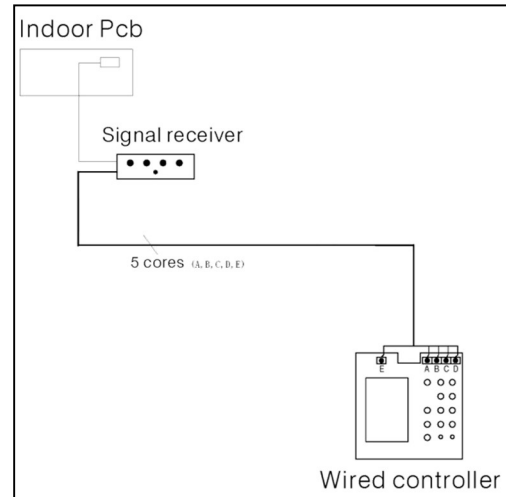 Indoor Pcb
Signal receiver
5 cores (A, B, C, D, E)
E A B C D
Wired controller